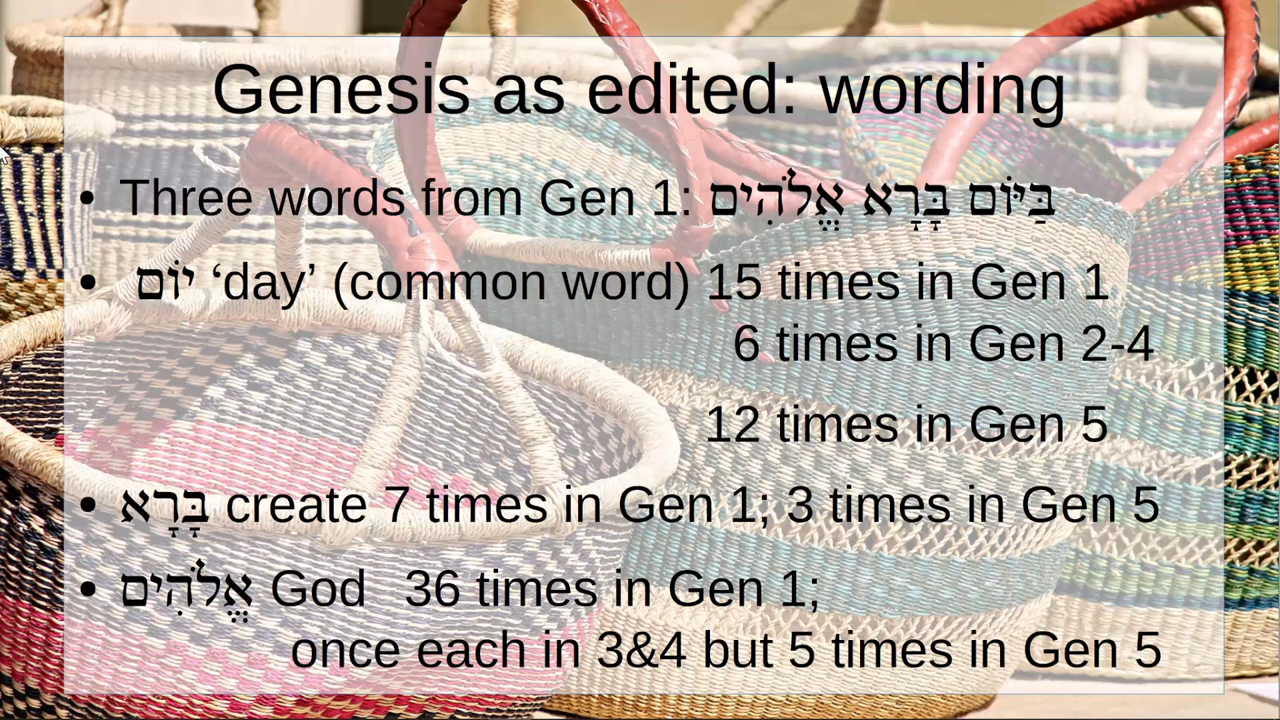 Genesis as edited: wording
• Three words from Gen 1: בַּיּוֹם בָּרָא אֱלֹהִים
• יוֹם ‘day’ (common word) 15 times in Gen 1
6 times in Gen 2-4
12 times in Gen 5
• בָּרָא create 7 times in Gen 1; 3 times in Gen 5
• אֱלֹהִים God 36 times in Gen 1;
once each in 3&4 but 5 times in Gen 5